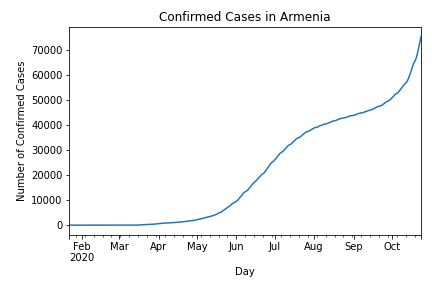 Confirmed Cases in Armenia
Number of Confirmed Cases
70000
60000
50000
40000
30000
20000
10000
0
Feb Mar Apr May Jun Jul Aug Sep Oct
2020
Day